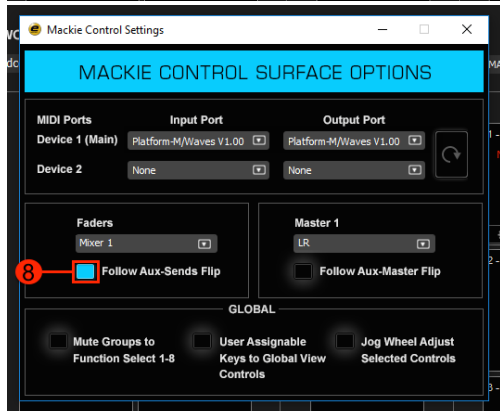 Mackie Control Settings
MACKIE CONTROL SURFACE OPTIONS
MIDI Ports Input Port Output Port
Device 1 (Main) Platform-M/Waves V1.00 Platform-M/Waves V1.00
Device 2 None None
Faders Master 1
Mixer 1 LR
8 Follow Aux-Sends Flip Follow Aux-Master Flip
GLOBAL
Mute Groups to User Assignable Jog Wheel Adjust
Function Select 1-8 Keys to Global View Selected Controls
Controls